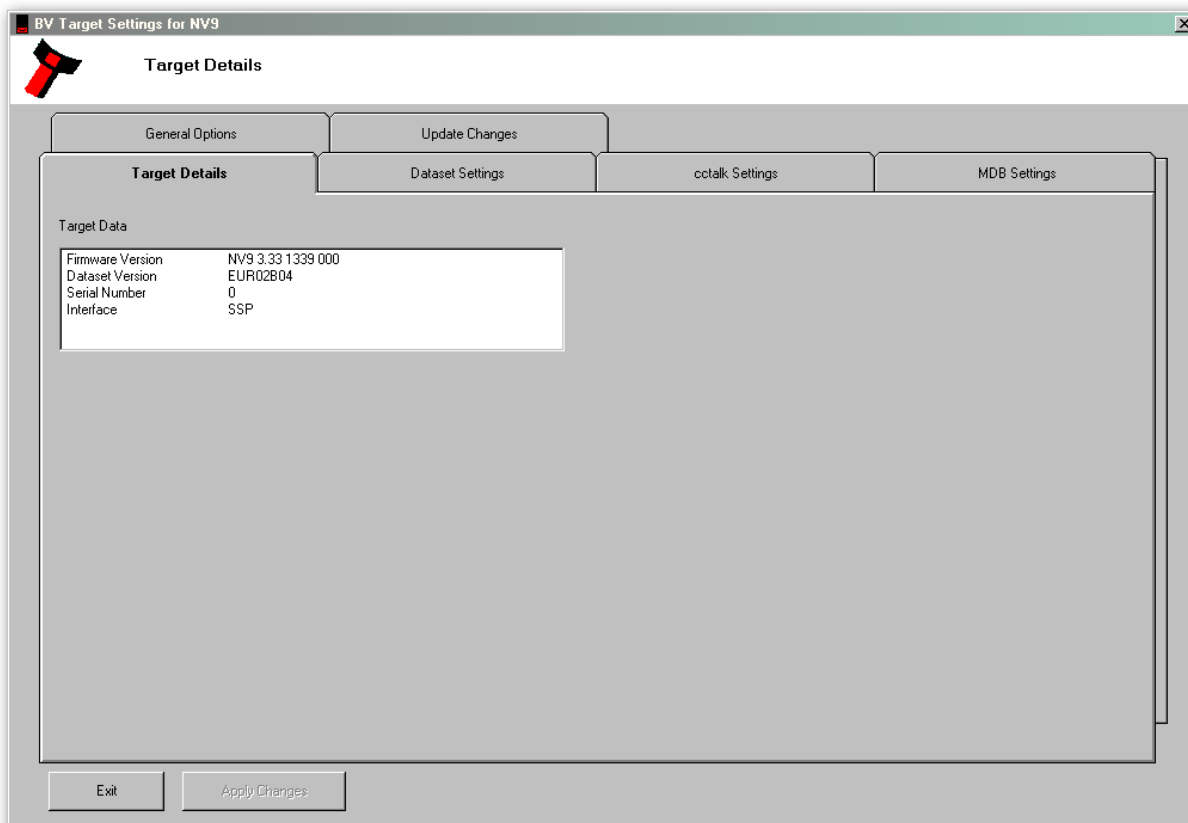 BV Target Settings for NV9
Target Details
General Options
Update Changes
Target Details
Dataset Settings
cctalk Settings
MDB Settings
Target Data
Firmware Version NV9 3.33 1339 000
Dataset Version EUR02B04
Serial Number 0
Interface SSP
Exit
Apply Changes